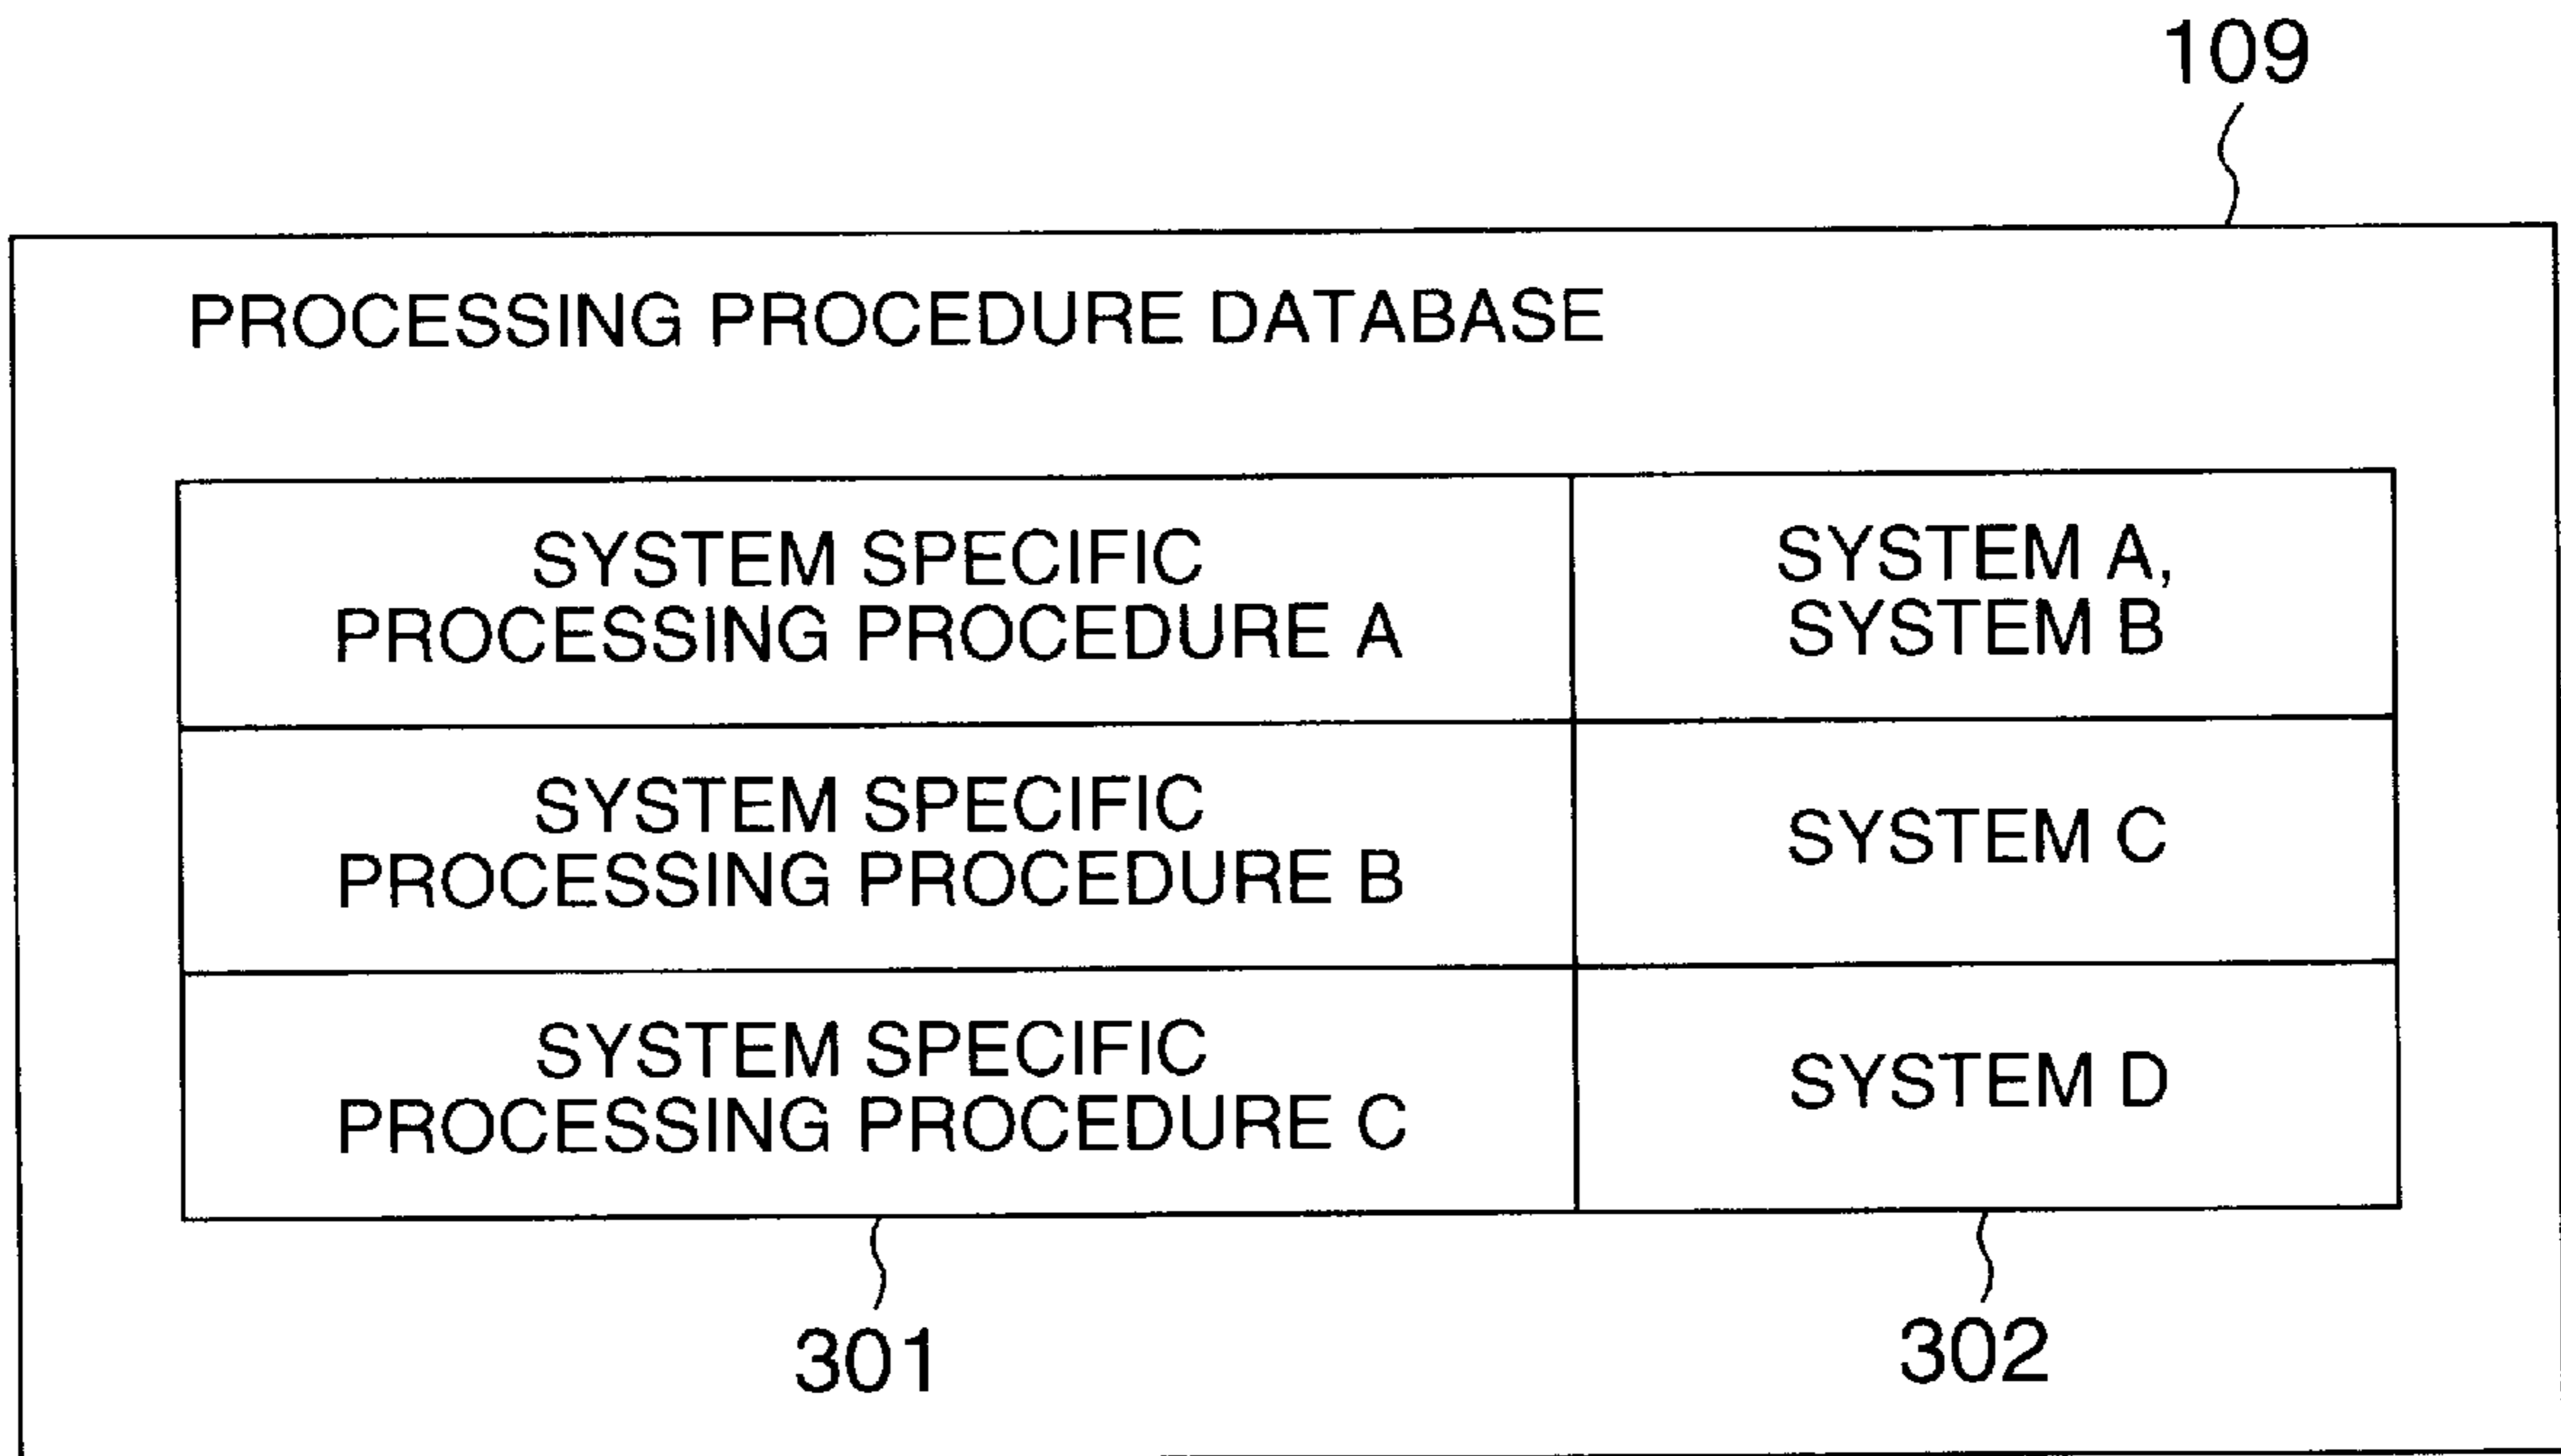 109
PROCESSING PROCEDURE DATABASE
SYSTEM SPECIFIC
PROCESSING PROCEDURE A
SYSTEM A,
SYSTEM B
SYSTEM SPECIFIC
PROCESSING PROCEDURE B
SYSTEM C
SYSTEM SPECIFIC
PROCESSING PROCEDURE C
SYSTEM D
301
302